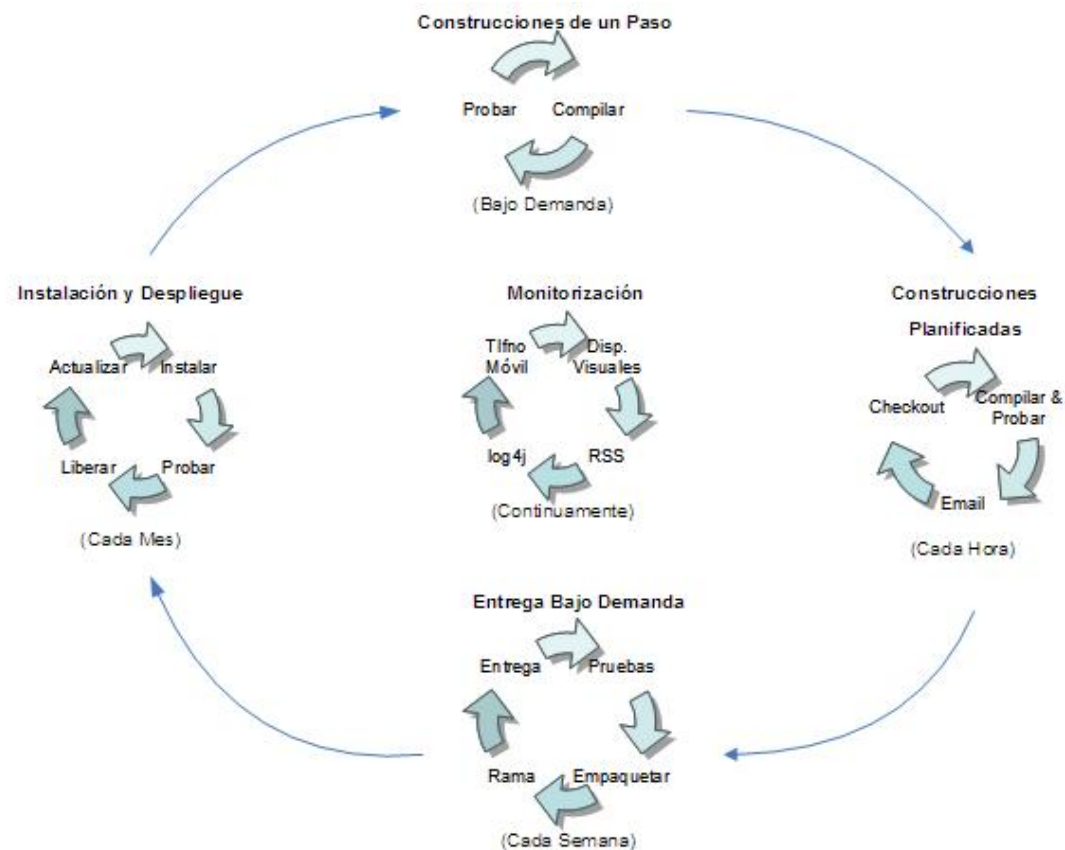 Construcciones de un Paso
Probar
Compilar
(Bajo Demanda)
Instalación y Despliegue
Actualizar
Instalar
Liberar
Probar
(Cada Mes)
Monitorización
Tlfno
Móvil
Disp.
Visuales
log4j
RSS
(Continuamente)
Construcciones
Planificadas
Checkout
Compilar &
Probar
Email
(Cada Hora)
Entrega Bajo Demanda
Entrega
Pruebas
Rama
Empaquetar
(Cada Semana)